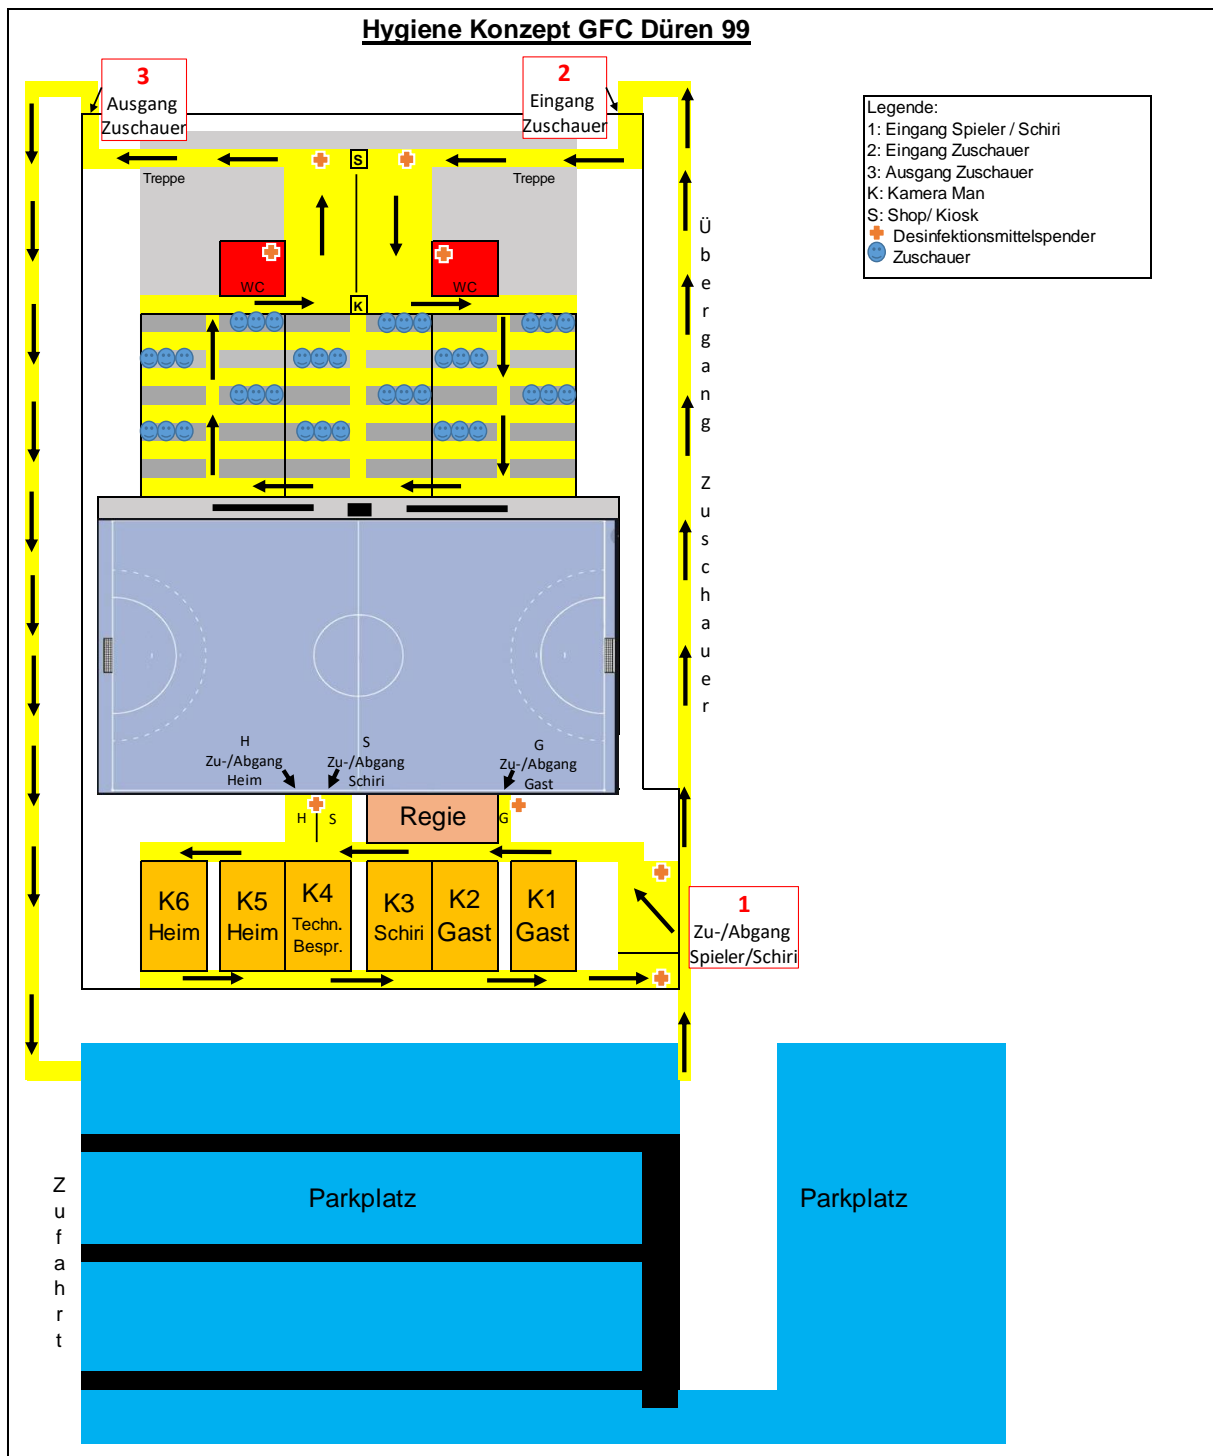 Hygiene Konzept GFC Düren 99
3
Ausgang
Zuschauer
2
Eingang
Zuschauer
Legende:
1: Eingang Spieler / Schiri
2: Eingang Zuschauer
3: Ausgang Zuschauer
K: Kamera Man
S: Shop/ Kiosk
Desinfektionsmittelspender
Zuschauer
S
Treppe
Treppe
WC
WC
K
Übergang Zuschauer
H
Zu-/Abgang
Heim
S
Zu-/Abgang
Schiri
G
Zu-/Abgang
Gast
H
S
Regie
G
K6
Heim
K5
Heim
K4
Techn.
Bespr.
K3
Schiri
K2
Gast
K1
Gast
1
Zu-/Abgang
Spieler/Schiri
Zufahrt
Parkplatz
Parkplatz